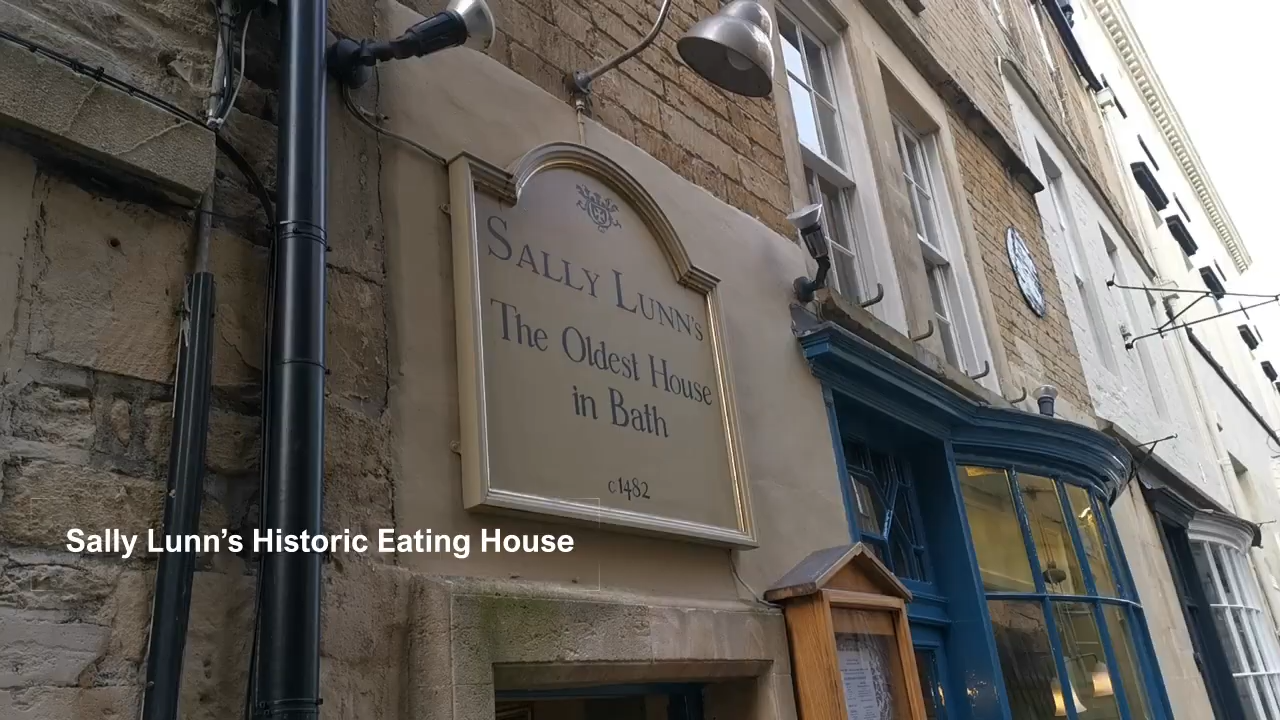 SALLY LUNN'S
The Oldest House
in Bath
c1482
Sally Lunn’s Historic Eating House